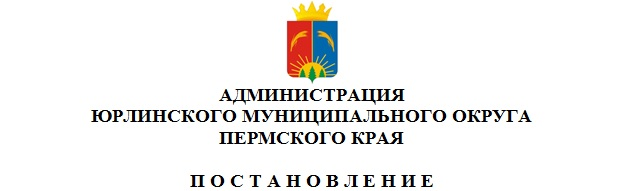 АДМИНИСТРАЦИЯ
ЮРЛИНСКОГО МУНИЦИПАЛЬНОГО ОКРУГА
ПЕРМСКОГО КРАЯ
П О С Т А Н О В Л Е Н И Е